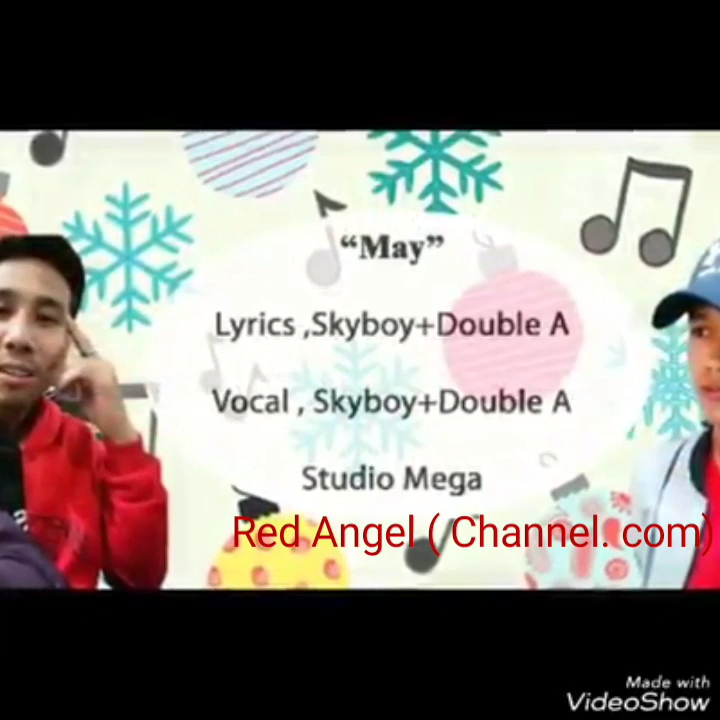 “May”
Lyrics ,Skyboy+Double A
Vocal , Skyboy+Double A
Studio Mega
Red Angel ( Channel. com)
Made with
VideoShow